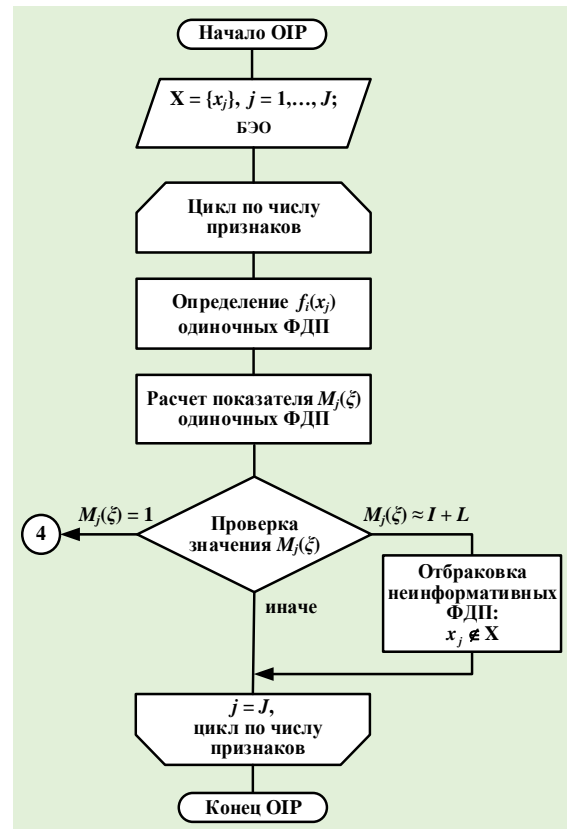 Начало OIP
X = {xⱼ}, j = 1,..., J;
БЭО
Цикл по числу
признаков
Определение fᵢ(xⱼ)
одиночных ФДП
Расчет показателя Mⱼ(ξ)
одиночных ФДП
4
Mⱼ(ξ) = 1
Проверка
значения Mⱼ(ξ)
Mⱼ(ξ) ≈ I + L
Отбраковка
неинформативных
ФДП:
xⱼ ∉ X
иначе
j = J,
цикл по числу
признаков
Конец OIP